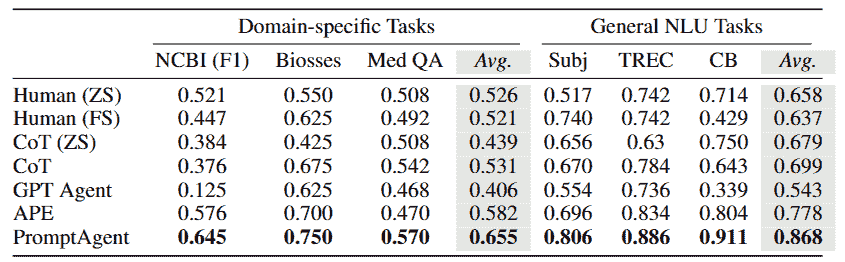 Domain-specific Tasks General NLU Tasks
NCBI (F1) Biosses Med QA Avg. Subj TREC CB Avg.
Human (ZS) 0.521 0.550 0.508 0.526 0.517 0.742 0.714 0.658
Human (FS) 0.447 0.625 0.492 0.521 0.740 0.742 0.429 0.637
CoT (ZS) 0.384 0.425 0.508 0.439 0.656 0.63 0.750 0.679
CoT 0.376 0.675 0.542 0.531 0.670 0.784 0.643 0.699
GPT Agent 0.125 0.625 0.468 0.406 0.554 0.736 0.339 0.543
APE 0.576 0.700 0.470 0.582 0.696 0.834 0.804 0.778
PromptAgent 0.645 0.750 0.570 0.655 0.806 0.886 0.911 0.868